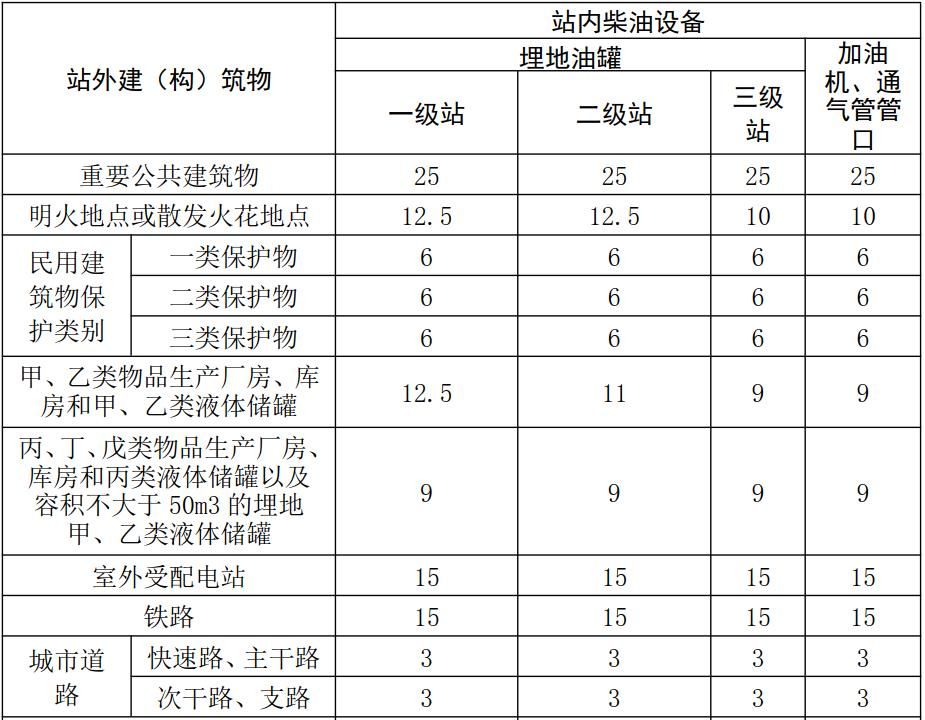 站外建（构）筑物
站内柴油设备
埋地油罐
加油
机、通
气管管
口
一级站
二级站
三级
站
重要公共建筑物 25 25 25 25
明火地点或散发火花地点 12.5 12.5 10 10
民用建
筑物保
护类别
一类保护物 6 6 6 6
二类保护物 6 6 6 6
三类保护物 6 6 6 6
甲、乙类物品生产厂房、库
房和甲、乙类液体储罐
12.5 11 9 9
丙、丁、戊类物品生产厂房、
库房和丙类液体储罐以及
容积不大于50m3的埋地
甲、乙类液体储罐
9 9 9 9
室外受配电站 15 15 15 15
铁路 15 15 15 15
城市道
路
快速路、主干路 3 3 3 3
次干路、支路 3 3 3 3